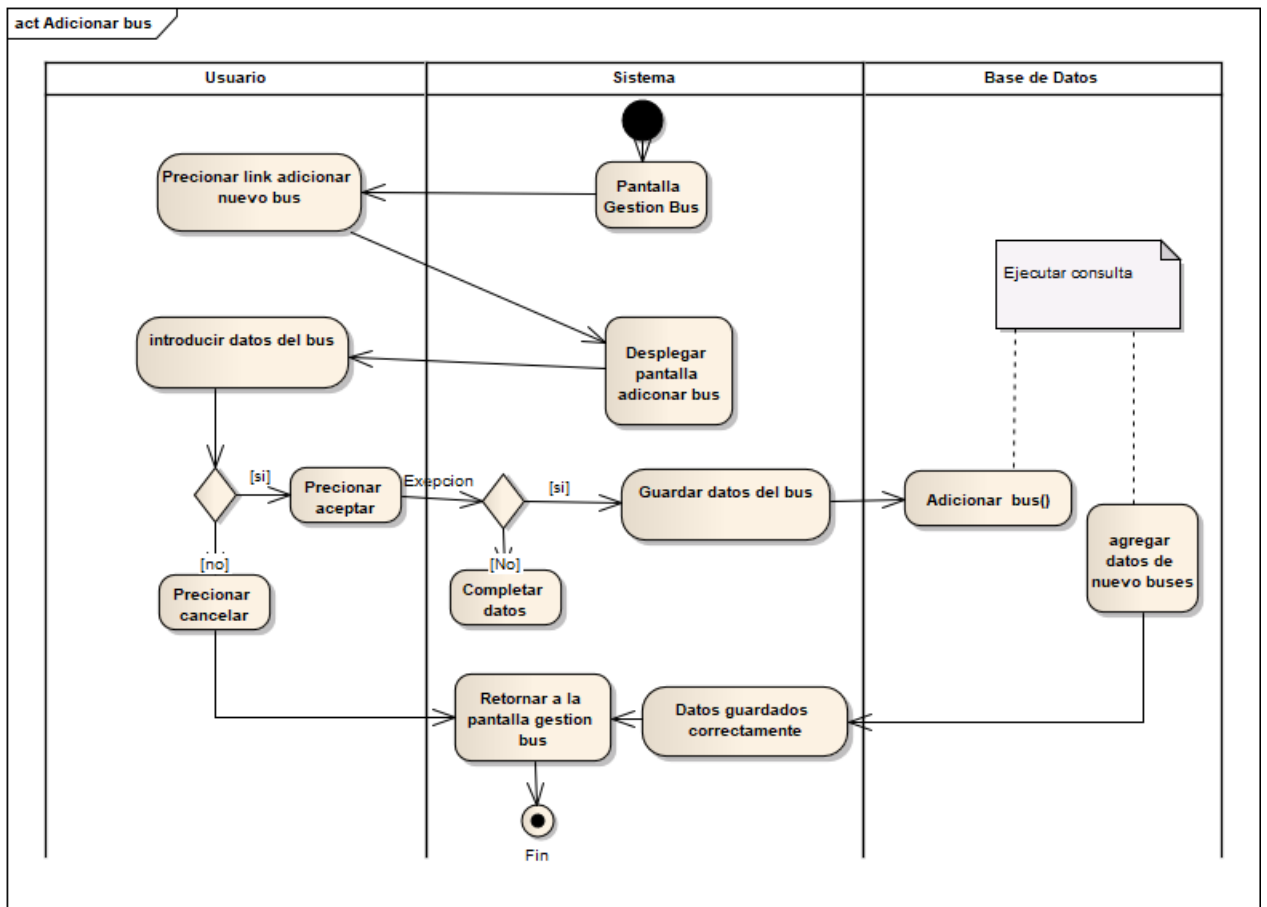 act Adicionar bus
Usuario
Sistema
Base de Datos
Precionar link adicionar
nuevo bus
Pantalla
Gestion Bus
Ejecutar consulta
introducir datos del bus
Desplegar
pantalla
adiconar bus
[si]
Precionar
aceptar
Exepcion
[si]
Guardar datos del bus
Adicionar bus()
[no]
Precionar
cancelar
[No]
Completar
datos
agregar
datos de
nuevo buses
Retornar a la
pantalla gestion
bus
Datos guardados
correctamente
Fin